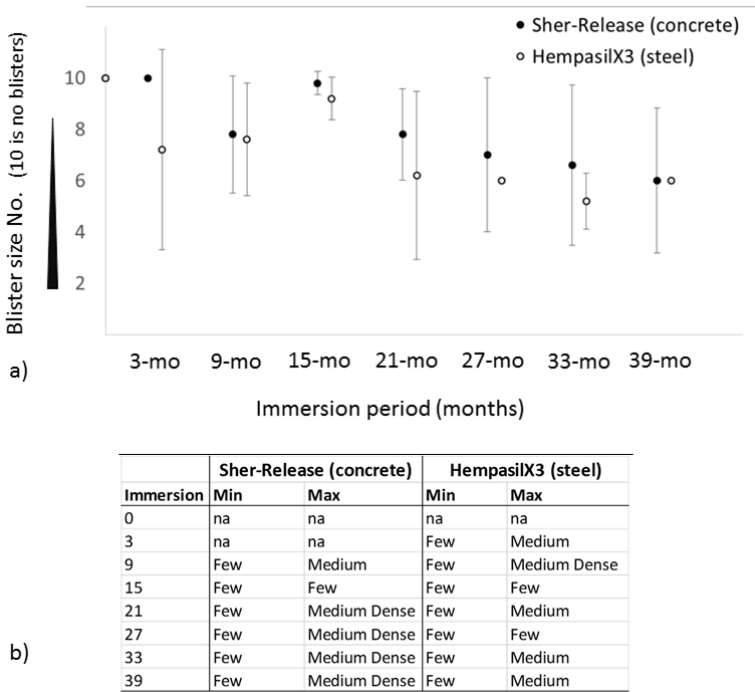 ● Sher-Release (concrete)
○ HempasilX3 (steel)
Blister size No. (10 is no blisters)
10
8
6
4
2
3-mo 9-mo 15-mo 21-mo 27-mo 33-mo 39-mo
a)
Immersion period (months)
Sher-Release (concrete) HempasilX3 (steel)
Immersion Min Max Min Max
0 na na na na
3 na na Few Medium
9 Few Medium Few Medium Dense
15 Few Few Few Few
21 Few Medium Dense Few Medium
27 Few Medium Dense Few Few
33 Few Medium Dense Few Medium
39 Few Medium Dense Few Medium
b)